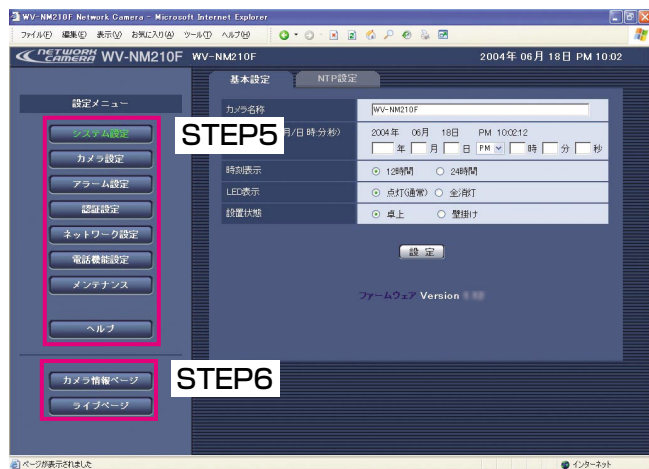 WV-NM210F Network Camera - Microsoft Internet Explorer
ファイル(F) 編集(E) 表示(V) お気に入り(A) ツール(T) ヘルプ(H)
NETWORK CAMERA WV-NM210F WV-NM210F 2004年 06月 18日 PM 10:02
基本設定 NTP設定
設定メニュー
システム設定
カメラ設定
アラーム設定
認証設定
ネットワーク設定
電話機能設定
メンテナンス
ヘルプ
STEP5
カメラ情報ページ
ライブページ
STEP6
カメラ名称 WV-NM210F
月/日 時:分:秒) 2004年 06月 18日 PM 10:02:12
年 月 日 PM 時 分 秒
時刻表示 12時間 24時間
LED表示 点灯(通常) 全消灯
設置状態 卓上 壁掛け
設定
ファームウェア Version
ページが表示されました インターネット